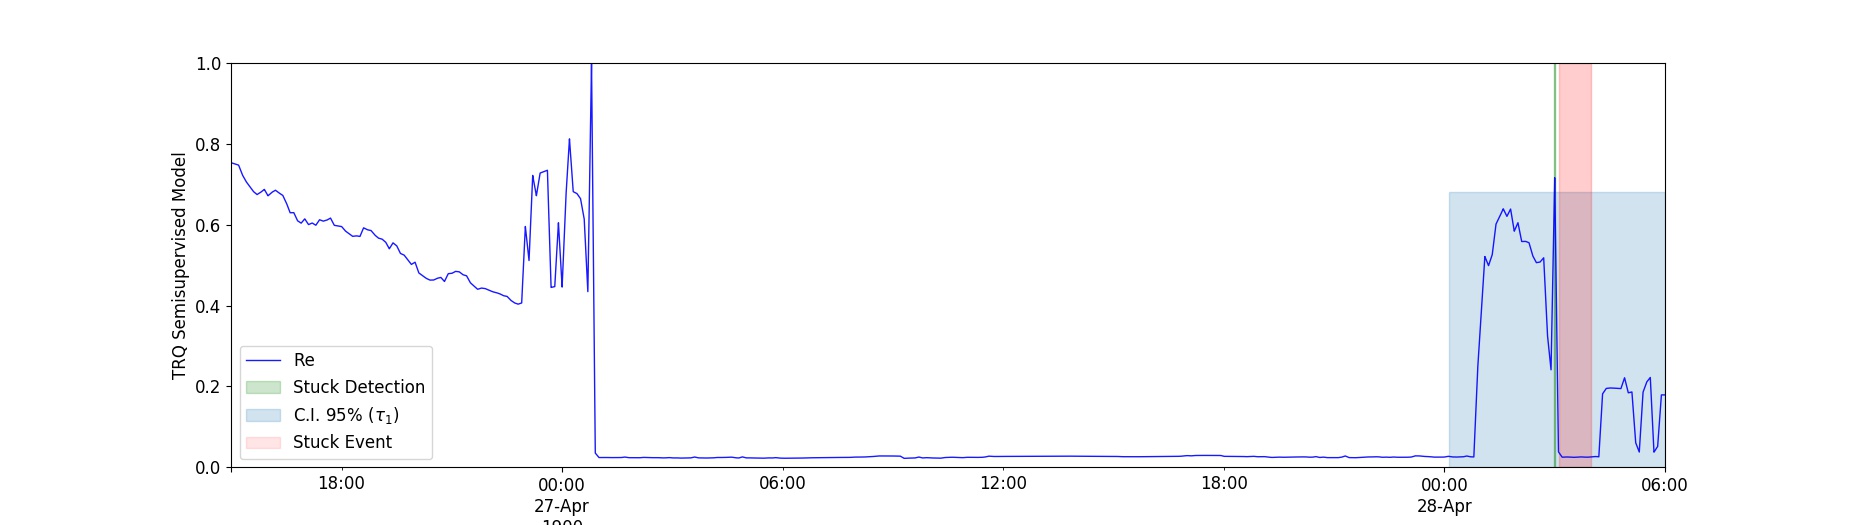 TRQ Semisupervised Model
1.0
0.8
0.6
0.4
0.2
0.0
Re
Stuck Detection
C.I. 95% (τ₁)
Stuck Event
18:00
00:00
27-Apr
1900
06:00
12:00
18:00
00:00
28-Apr
06:00